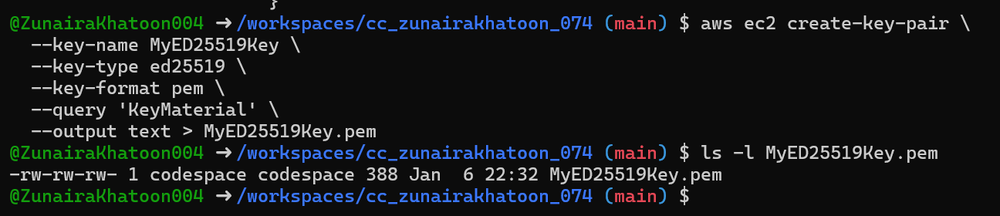 }
@ZunairaKhatoon004 ➜/workspaces/cc_zunairakhatoon_074 (main) $ aws ec2 create-key-pair \
  --key-name MyED25519Key \
  --key-type ed25519 \
  --key-format pem \
  --query 'KeyMaterial' \
  --output text > MyED25519Key.pem
@ZunairaKhatoon004 ➜/workspaces/cc_zunairakhatoon_074 (main) $ ls -l MyED25519Key.pem
-rw-rw-rw- 1 codespace codespace 388 Jan  6 22:32 MyED25519Key.pem
@ZunairaKhatoon004 ➜/workspaces/cc_zunairakhatoon_074 (main) $